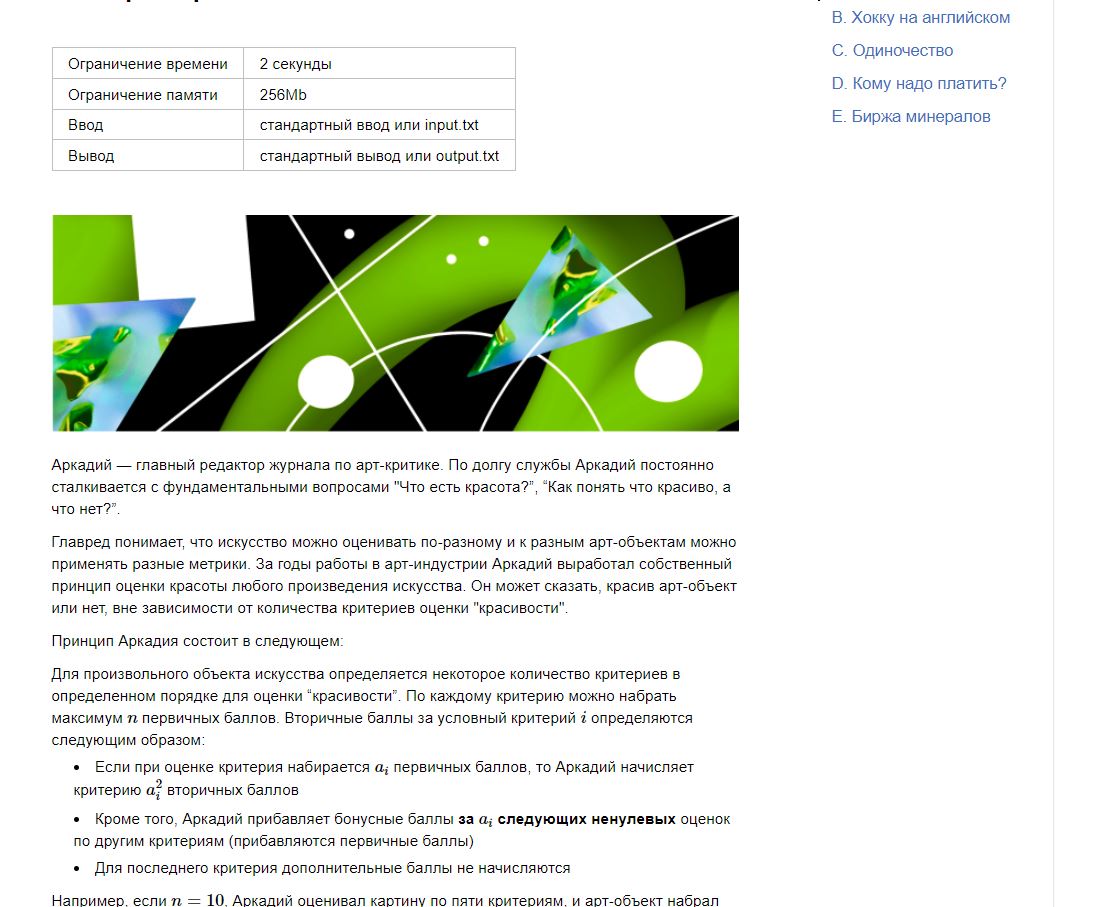 B. Хокку на английском
C. Одиночество
D. Кому надо платить?
E. Биржа минералов
Ограничение времени 2 секунды
Ограничение памяти 256Mb
Ввод стандартный ввод или input.txt
Вывод стандартный вывод или output.txt
Аркадий — главный редактор журнала по арт-критике. По долгу службы Аркадий постоянно
сталкивается с фундаментальными вопросами "Что есть красота?”, “Как понять что красиво, а
что нет?”.
Главред понимает, что искусство можно оценивать по-разному и к разным арт-объектам можно
применять разные метрики. За годы работы в арт-индустрии Аркадий выработал собственный
принцип оценки красоты любого произведения искусства. Он может сказать, красив арт-объект
или нет, вне зависимости от количества критериев оценки "красивости".
Принцип Аркадия состоит в следующем:
Для произвольного объекта искусства определяется некоторое количество критериев в
определенном порядке для оценки “красивости”. По каждому критерию можно набрать
максимум n первичных баллов. Вторичные баллы за условный критерий i определяются
следующим образом:
• Если при оценке критерия набирается aᵢ первичных баллов, то Аркадий начисляет
критерию aᵢ² вторичных баллов
• Кроме того, Аркадий прибавляет бонусные баллы за aᵢ следующих ненулевых оценок
по другим критериям (прибавляются первичные баллы)
• Для последнего критерия дополнительные баллы не начисляются
Например, если n = 10, Аркадий оценивал картину по пяти критериям, и арт-объект набрал